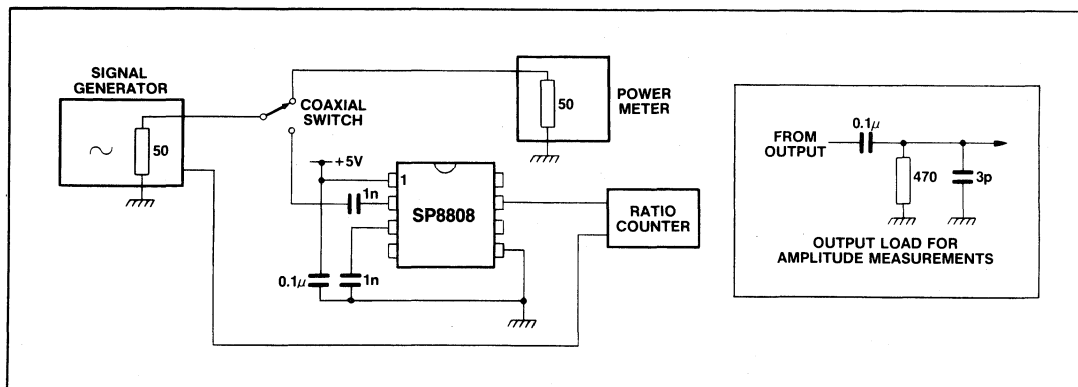 SIGNAL
GENERATOR
50
COAXIAL
SWITCH
50
POWER
METER
+5V
1n
1
SP8808
0.1μ
1n
RATIO
COUNTER
FROM
OUTPUT
0.1μ
470
3p
OUTPUT LOAD FOR
AMPLITUDE MEASUREMENTS